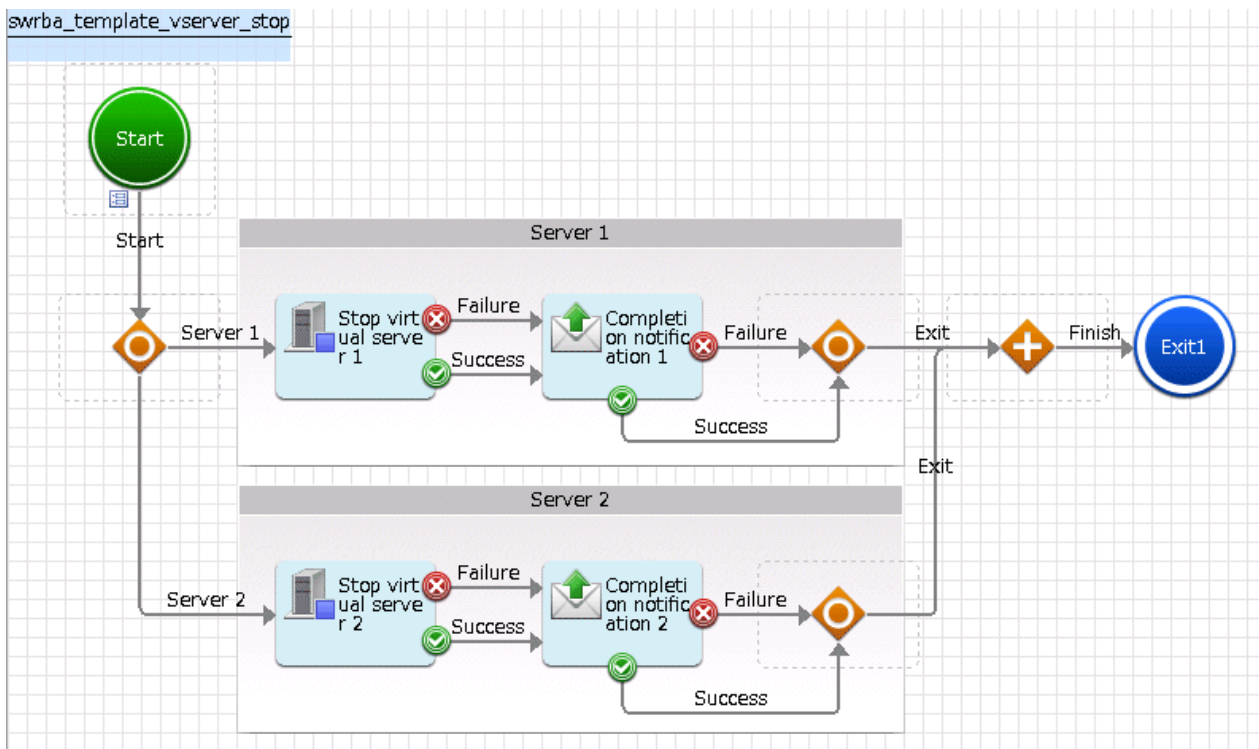 swrba_template_vserver_stop
Start
Start
Server 1
Server 1
Stop virt
ual serve
r 1
Failure
Success
Completi
on notific
ation 1
Failure
Success
Exit
Finish
Exit1
Exit
Server 2
Server 2
Stop virt
ual serve
r 2
Failure
Success
Completi
on notific
ation 2
Failure
Success